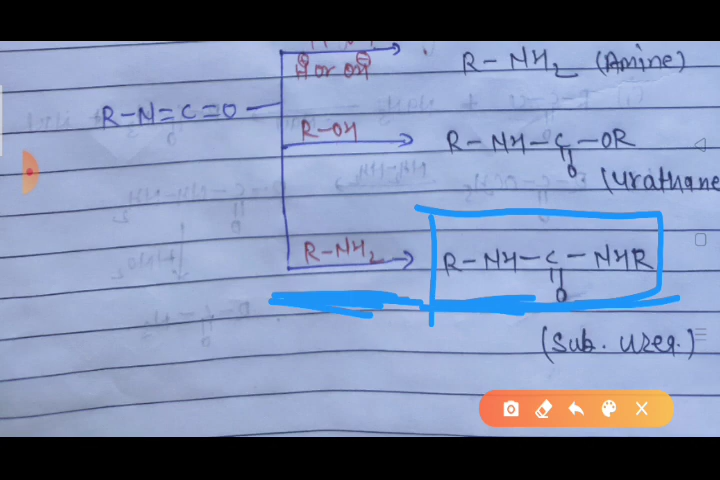 H⊕ or OH⊖
R-NH₂ (Amine)
R-N=C=O
R-OH
R-NH-C-OR
||
O
(Urathane
R-NH₂
R-NH-C-NHR
||
O
(Sub. urea.)